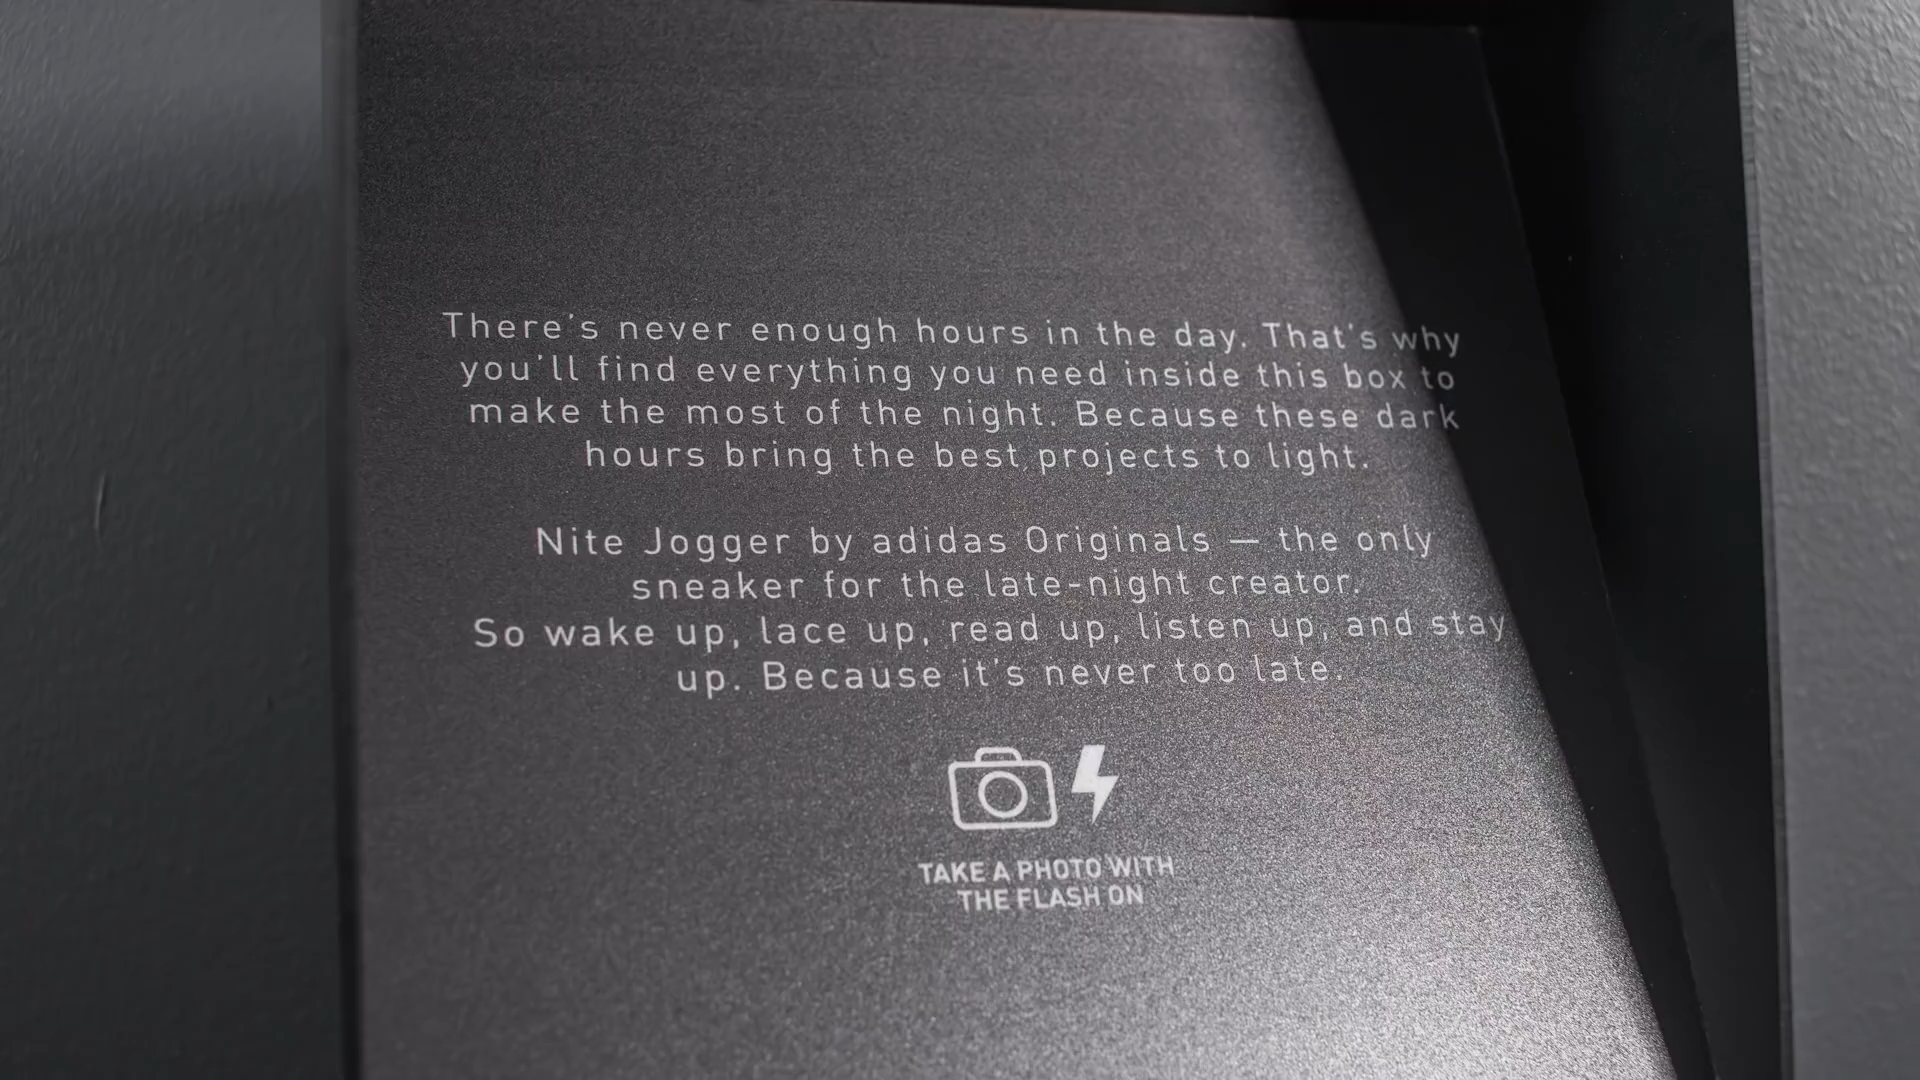 There's never enough hours in the day. That's why
you'll find everything you need inside this box to
make the most of the night. Because these dark
hours bring the best projects to light.
Nite Jogger by adidas Originals — the only
sneaker for the late-night creator.
So wake up, lace up, read up, listen up, and stay
up. Because it's never too late.
TAKE A PHOTO WITH
THE FLASH ON